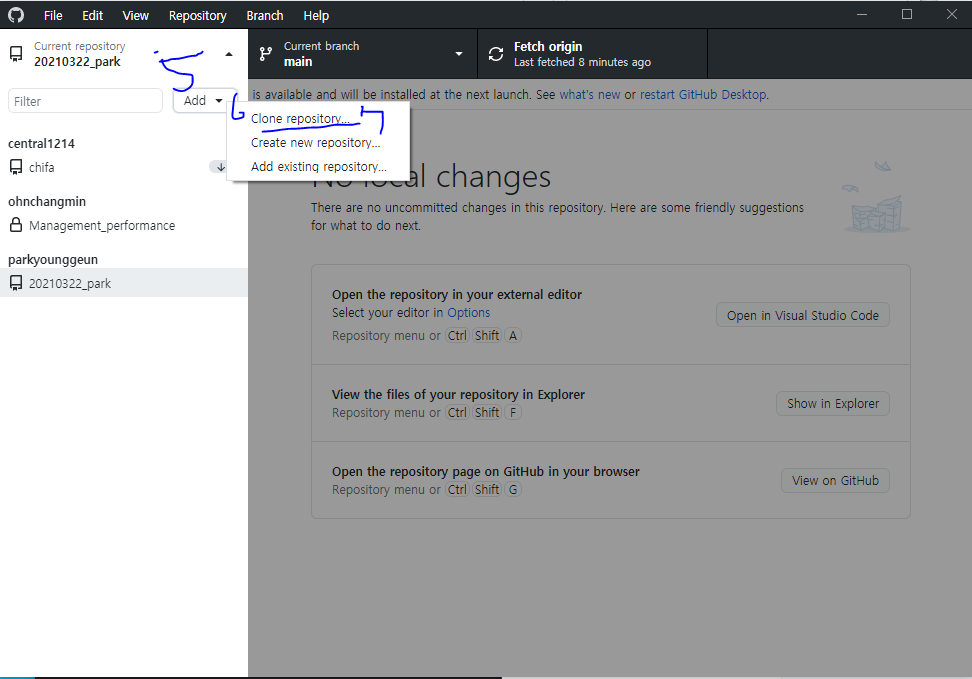 File Edit View Repository Branch Help
Current repository
20210322_park
5
Current branch
main
Fetch origin
Last fetched 8 minutes ago
Filter
Add
6
is available and will be installed at the next launch. See what's new or restart GitHub Desktop.
Clone repository...
7
Create new repository...
Add existing repository...
central1214
chifa
ohnchangmin
Management_performance
parkyounggeun
20210322_park
No local changes
There are no uncommitted changes in this repository. Here are some friendly suggestions
for what to do next.
Open the repository in your external editor
Select your editor in Options
Repository menu or Ctrl Shift A
Open in Visual Studio Code
View the files of your repository in Explorer
Repository menu or Ctrl Shift F
Show in Explorer
Open the repository page on GitHub in your browser
Repository menu or Ctrl Shift G
View on GitHub